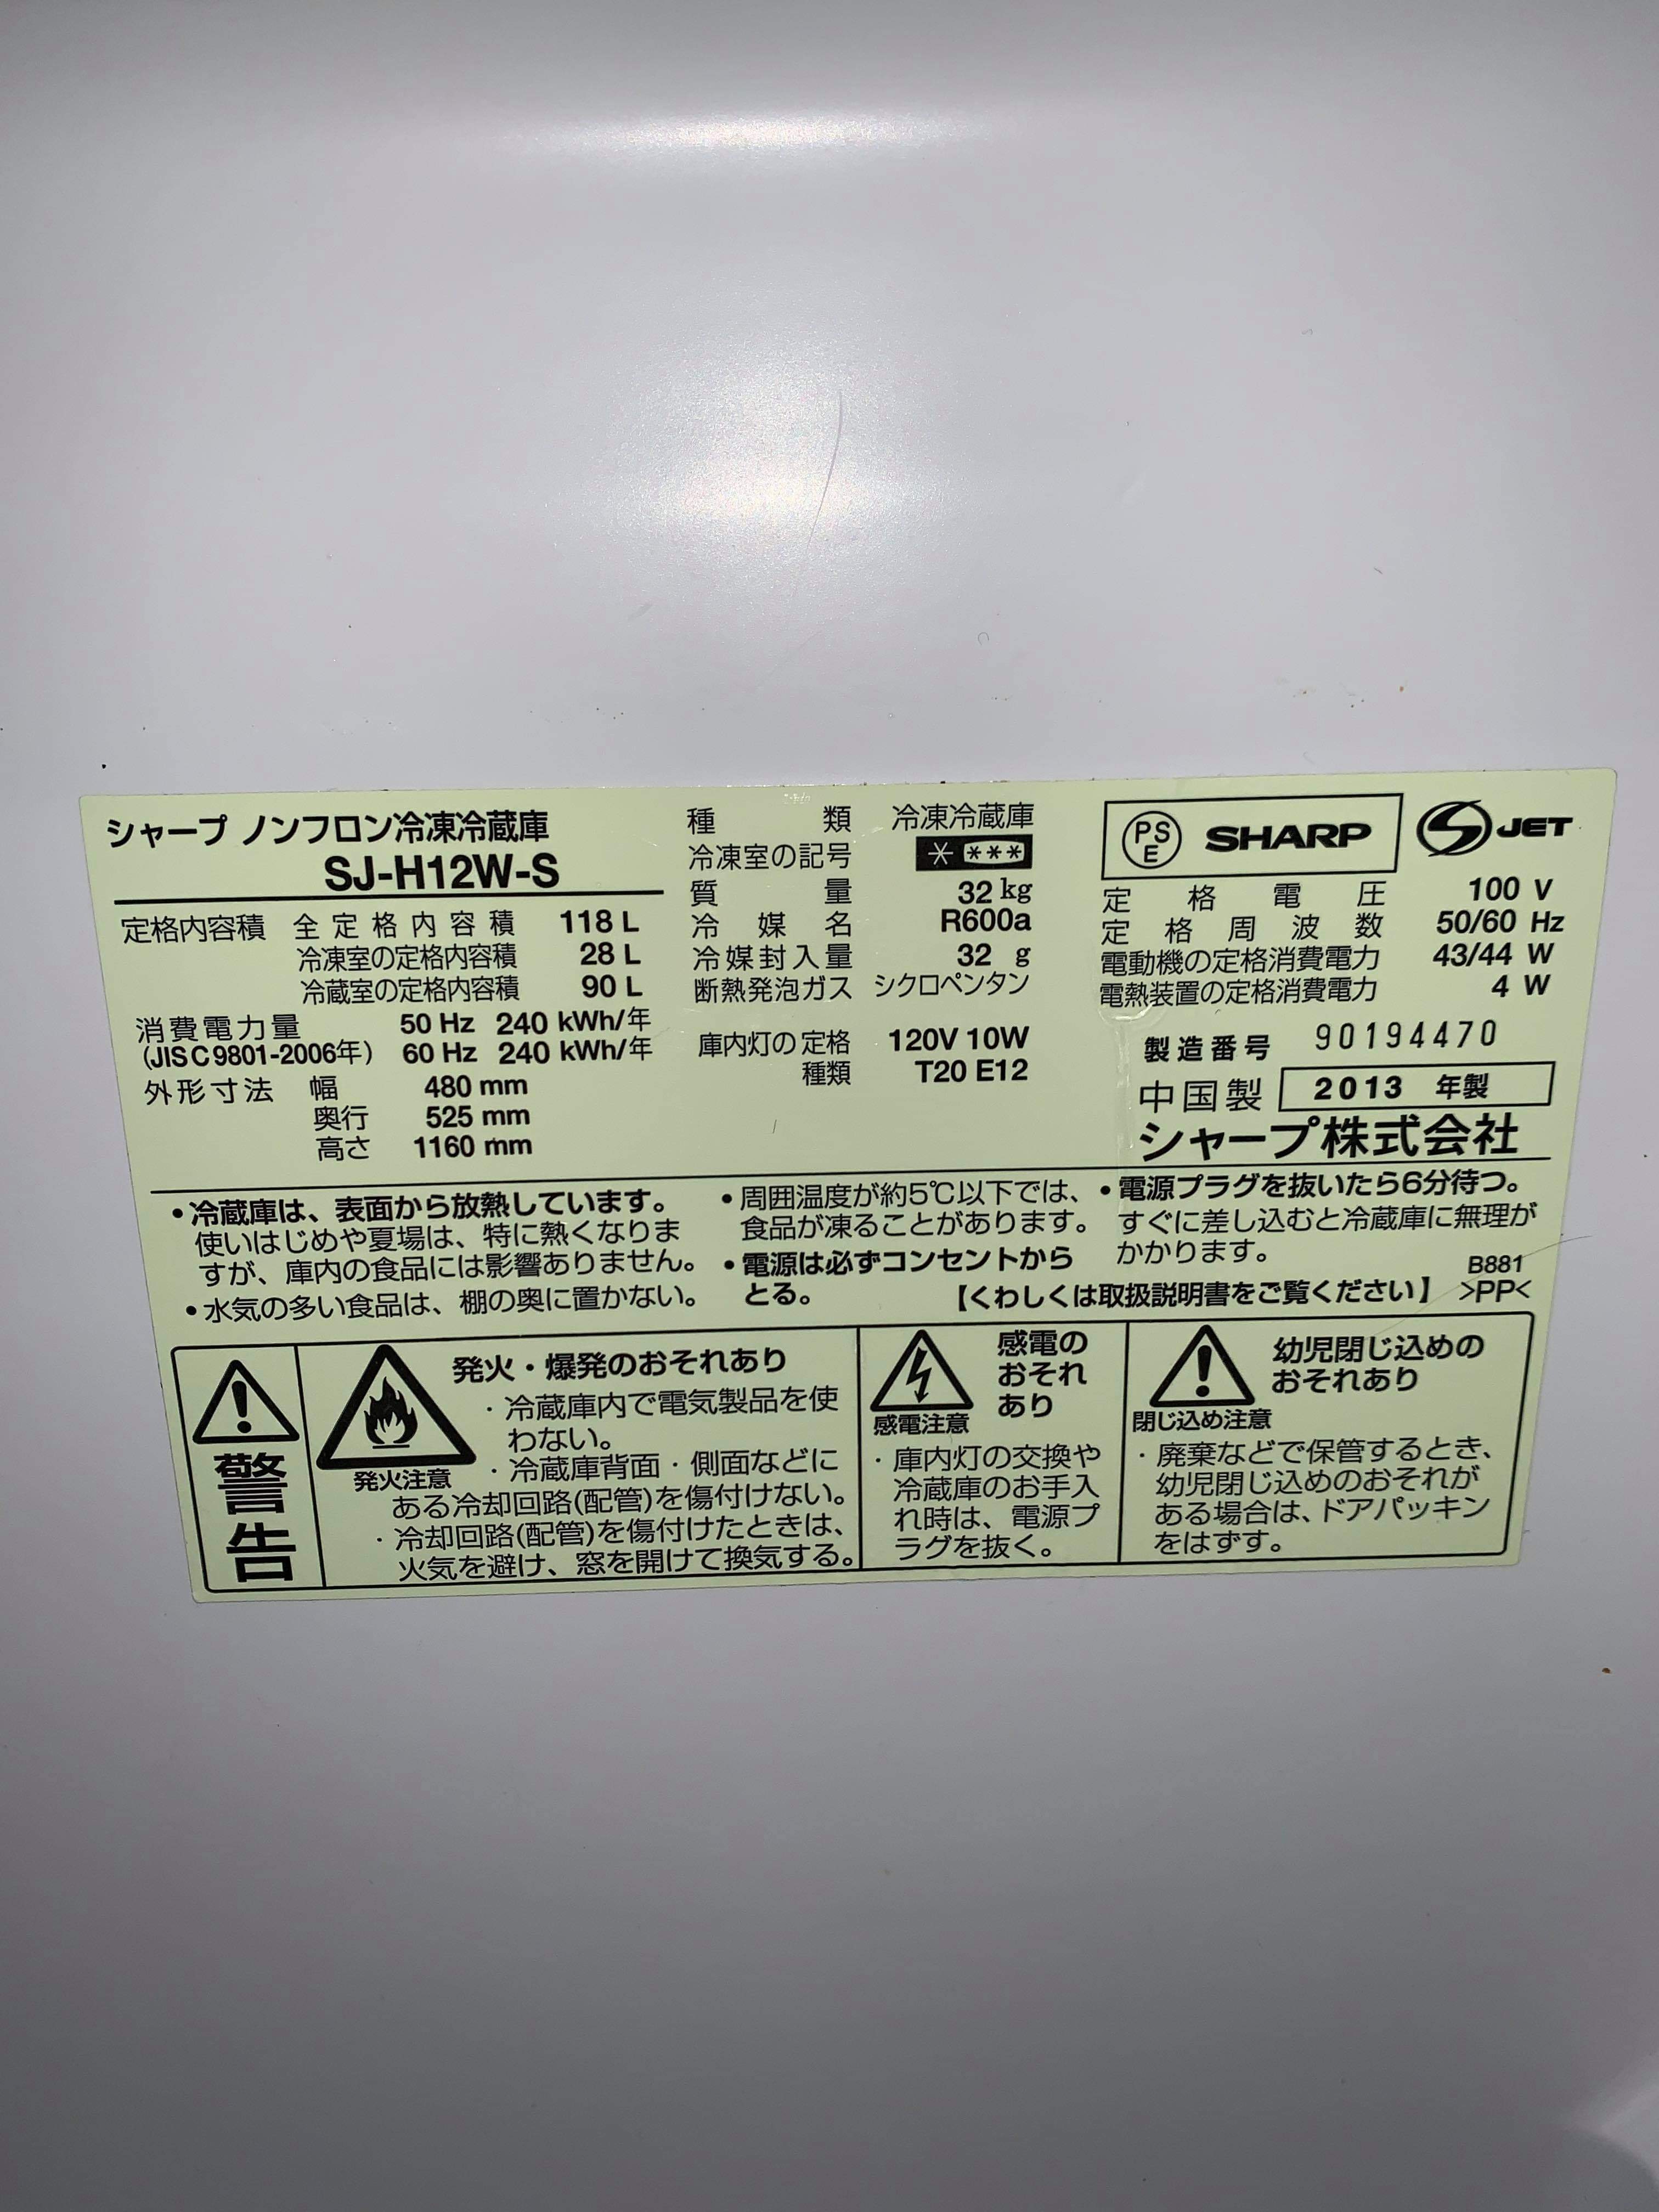 シャープ ノンフロン冷凍冷蔵庫
SJ-H12W-S
定格内容積 全定格内容積 118 L
冷凍室の定格内容積 28 L
冷蔵室の定格内容積 90 L
消費電力量 50 Hz 240 kWh/年
(JIS C 9801-2006年) 60 Hz 240 kWh/年
外形寸法 幅 480 mm
奥行 525 mm
高さ 1160 mm
種類 冷凍冷蔵庫
冷凍室の記号 * ***
質量 32 kg
冷媒名 R600a
冷媒封入量 32 g
断熱発泡ガス シクロペンタン
庫内灯の定格 120V 10W
種類 T20 E12
PS E SHARP S JET
定格電圧 100 V
定格周波数 50/60 Hz
電動機の定格消費電力 43/44 W
電熱装置の定格消費電力 4 W
製造番号 90194470
中国製 2013 年製
シャープ株式会社
•冷蔵庫は、表面から放熱しています。
使いはじめや夏場は、特に熱くなりま
すが、庫内の食品には影響ありません。
•水気の多い食品は、棚の奥に置かない。
•周囲温度が約5℃以下では、
食品が凍ることがあります。
•電源は必ずコンセントから
とる。
•電源プラグを抜いたら6分待つ。
すぐに差し込むと冷蔵庫に無理が
かかります。
B881
【くわしくは取扱説明書をご覧ください】 >PP<
警告
発火注意
発火・爆発のおそれあり
・冷蔵庫内で電気製品を使
わない。
・冷蔵庫背面・側面などに
ある冷却回路(配管)を傷付けない。
・冷却回路(配管)を傷付けたときは、
火気を避け、窓を開けて換気する。
感電注意
感電の
おそれ
あり
・庫内灯の交換や
冷蔵庫のお手入
れ時は、電源プ
ラグを抜く。
閉じ込め注意
幼児閉じ込めの
おそれあり
・廃棄などで保管するとき、
幼児閉じ込めのおそれが
ある場合は、ドアパッキン
をはずす。